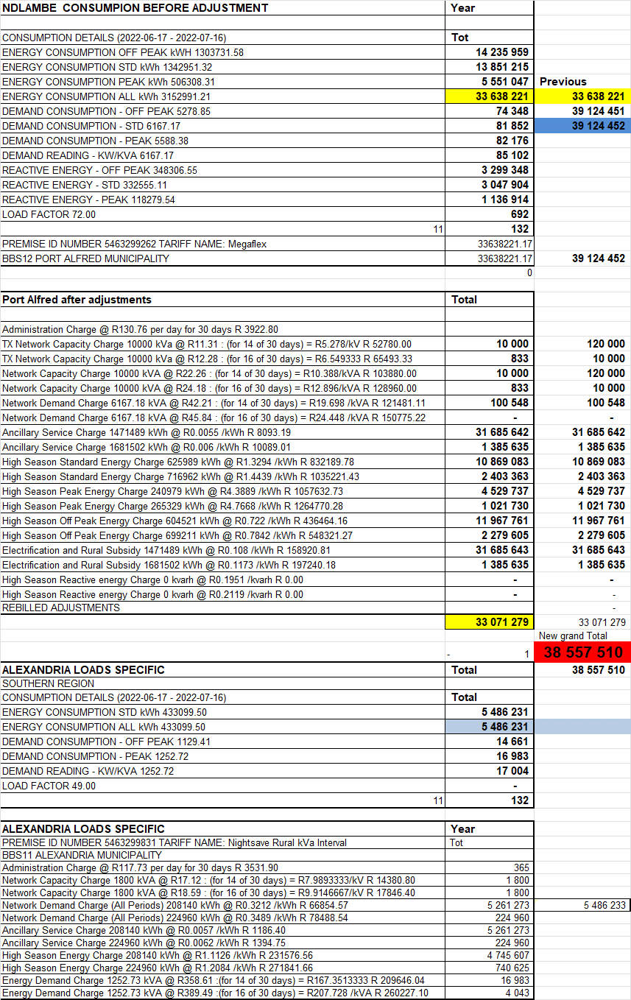 NDLAMBE  CONSUMPION BEFORE ADJUSTMENT Year
CONSUMPTION DETAILS (2022-06-17 - 2022-07-16) Tot
ENERGY CONSUMPTION OFF PEAK kWH 1303731.58 14 235 959
ENERGY CONSUMPTION STD kWh 1342951.32 13 851 215
ENERGY CONSUMPTION PEAK kWh 506308.31 5 551 047 Previous
ENERGY CONSUMPTION ALL kWh 3152991.21 33 638 221 33 638 221
DEMAND CONSUMPTION - OFF PEAK 5278.85 74 348 39 124 451
DEMAND CONSUMPTION - STD 6167.17 81 852 39 124 452
DEMAND CONSUMPTION - PEAK 5588.38 82 176
DEMAND READING - KW/KVA 6167.17 85 102
REACTIVE ENERGY - OFF PEAK 348306.55 3 299 348
REACTIVE ENERGY - STD 332555.11 3 047 904
REACTIVE ENERGY - PEAK 118279.54 1 136 914
LOAD FACTOR 72.00 692
11 132
PREMISE ID NUMBER 5463299262 TARIFF NAME: Megaflex 33638221.17
BBS12 PORT ALFRED MUNICIPALITY 33638221.17 39 124 452
0
Port Alfred after adjustments Total
Administration Charge @ R130.76 per day for 30 days R 3922.80
TX Network Capacity Charge 10000 kVa @ R11.31 : (for 14 of 30 days) = R5.278/kV R 52780.00 10 000 120 000
TX Network Capacity Charge 10000 kVa @ R12.28 : (for 16 of 30 days) = R6.549333 R 65493.33 833 10 000
Network Capacity Charge 10000 kVA @ R22.26 : (for 14 of 30 days) = R10.388/kVA R 103880.00 10 000 120 000
Network Capacity Charge 10000 kVA @ R24.18 : (for 16 of 30 days) = R12.896/kVA R 128960.00 833 10 000
Network Demand Charge 6167.18 kVA @ R42.21 : (for 14 of 30 days) = R19.698 /kVA R 121481.11 100 548 100 548
Network Demand Charge 6167.18 kVA @ R45.84 : (for 16 of 30 days) = R24.448 /kVA R 150775.22 - -
Ancillary Service Charge 1471489 kWh @ R0.0055 /kWh R 8093.19 31 685 642 31 685 642
Ancillary Service Charge 1681502 kWh @ R0.006 /kWh R 10089.01 1 385 635 1 385 635
High Season Standard Energy Charge 625989 kWh @ R1.3294 /kWh R 832189.78 10 869 083 10 869 083
High Season Standard Energy Charge 716962 kWh @ R1.4439 /kWh R 1035221.43 2 403 363 2 403 363
High Season Peak Energy Charge 240979 kWh @ R4.3889 /kWh R 1057632.73 4 529 737 4 529 737
High Season Peak Energy Charge 265329 kWh @ R4.7668 /kWh R 1264770.28 1 021 730 1 021 730
High Season Off Peak Energy Charge 604521 kWh @ R0.722 /kWh R 436464.16 11 967 761 11 967 761
High Season Off Peak Energy Charge 699211 kWh @ R0.7842 /kWh R 548321.27 2 279 605 2 279 605
Electrification and Rural Subsidy 1471489 kWh @ R0.108 /kWh R 158920.81 31 685 643 31 685 643
Electrification and Rural Subsidy 1681502 kWh @ R0.1173 /kWh R 197240.18 1 385 635 1 385 635
High Season Reactive energy Charge 0 kvarh @ R0.1951 /kvarh R 0.00 - -
High Season Reactive energy Charge 0 kvarh @ R0.2119 /kvarh R 0.00 - -
REBILLED ADJUSTMENTS -
33 071 279 33 071 279
New grand Total
- 1 38 557 510
ALEXANDRIA LOADS SPECIFIC Total 38 557 510
SOUTHERN REGION
CONSUMPTION DETAILS (2022-06-17 - 2022-07-16) Total
ENERGY CONSUMPTION STD kWh 433099.50 5 486 231
ENERGY CONSUMPTION ALL kWh 433099.50 5 486 231
DEMAND CONSUMPTION - OFF PEAK 1129.41 14 661
DEMAND CONSUMPTION - PEAK 1252.72 16 983
DEMAND READING - KW/KVA 1252.72 17 004
LOAD FACTOR 49.00 -
11 132
ALEXANDRIA LOADS SPECIFIC Year
PREMISE ID NUMBER 5463299831 TARIFF NAME: Nightsave Rural kVa Interval Tot
BBS11 ALEXANDRIA MUNICIPALITY
Administration Charge @ R117.73 per day for 30 days R 3531.90 365
Network Capacity Charge 1800 kVA @ R17.12 : (for 14 of 30 days) = R7.9893333/kV R 14380.80 1 800
Network Capacity Charge 1800 kVA @ R18.59 : (for 16 of 30 days) = R9.9146667/kV R 17846.40 1 800
Network Demand Charge (All Periods) 208140 kWh @ R0.3212 /kWh R 66854.57 5 261 273 5 486 233
Network Demand Charge (All Periods) 224960 kWh @ R0.3489 /kWh R 78488.54 224 960
Ancillary Service Charge 208140 kWh @ R0.0057 /kWh R 1186.40 5 261 273
Ancillary Service Charge 224960 kWh @ R0.0062 /kWh R 1394.75 224 960
High Season Energy Charge 208140 kWh @ R1.1126 /kWh R 231576.56 4 745 607
High Season Energy Charge 224960 kWh @ R1.2084 /kWh R 271841.66 740 625
Energy Demand Charge 1252.73 kVA @ R358.61 :(for 14 of 30 days) = R167.3513333 R 209646.04 16 983
Energy Demand Charge 1252.73 kVA @ R389.49 :(for 16 of 30 days) = R207.728 /kVA R 260227.10 4 043